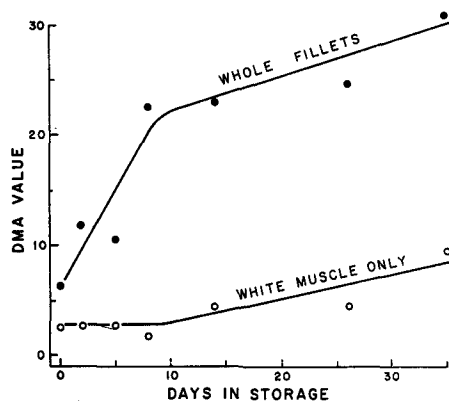 30
20
10
0
DMA VALUE
WHOLE FILLETS
WHITE MUSCLE ONLY
0
10
20
30
DAYS IN STORAGE